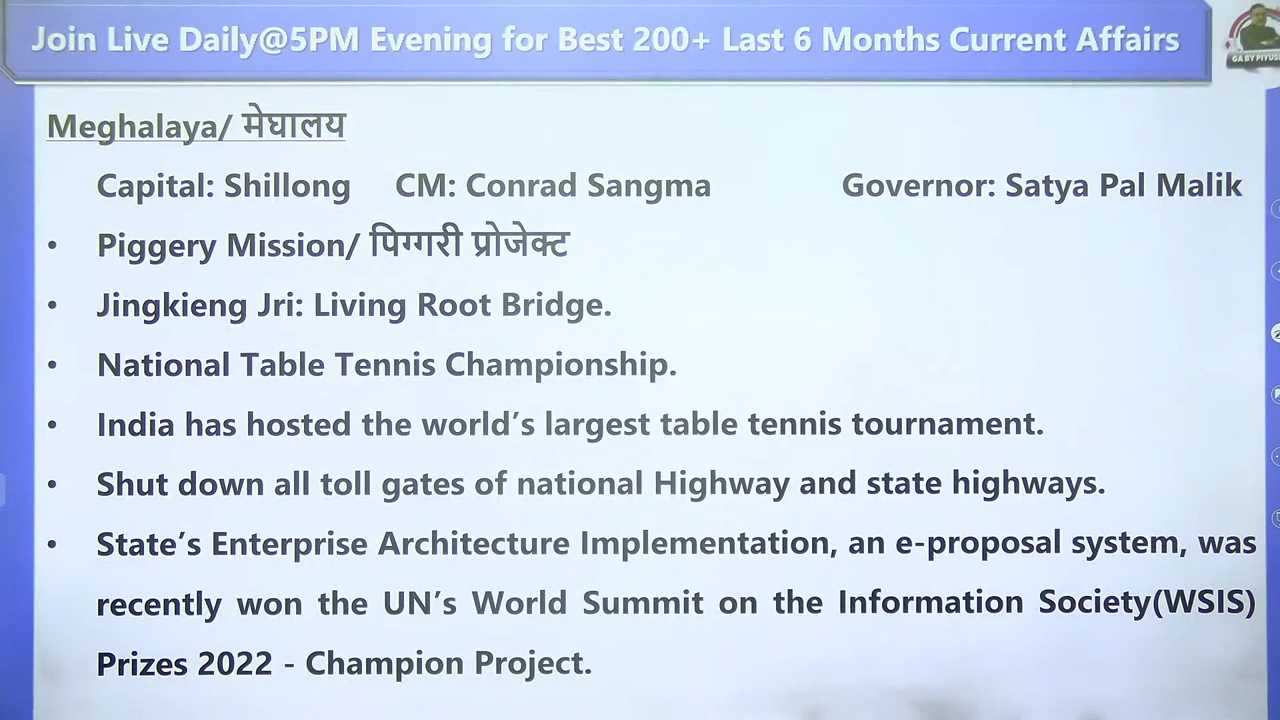 Join Live Daily@5PM Evening for Best 200+ Last 6 Months Current Affairs
Meghalaya/ मेघालय
Capital: Shillong CM: Conrad Sangma Governor: Satya Pal Malik
• Piggery Mission/ पिग्गरी प्रोजेक्ट
• Jingkieng Jri: Living Root Bridge.
• National Table Tennis Championship.
• India has hosted the world’s largest table tennis tournament.
• Shut down all toll gates of national Highway and state highways.
• State’s Enterprise Architecture Implementation, an e-proposal system, was
recently won the UN’s World Summit on the Information Society(WSIS)
Prizes 2022 - Champion Project.
GA BY PIYUS